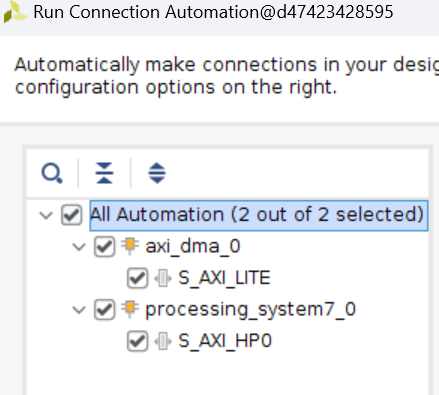 Run Connection Automation@d47423428595
Automatically make connections in your desig
configuration options on the right.
All Automation (2 out of 2 selected)
axi_dma_0
S_AXI_LITE
processing_system7_0
S_AXI_HP0